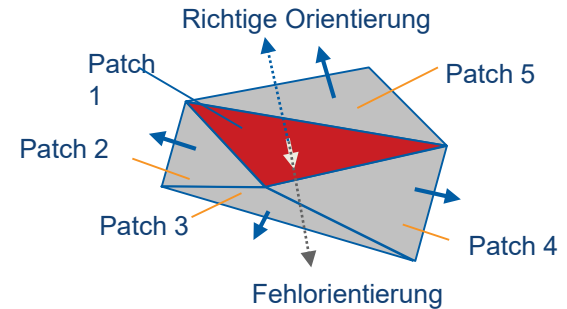 Richtige Orientierung
Patch
1
Patch 5
Patch 2
Patch 3
Patch 4
Fehlorientierung